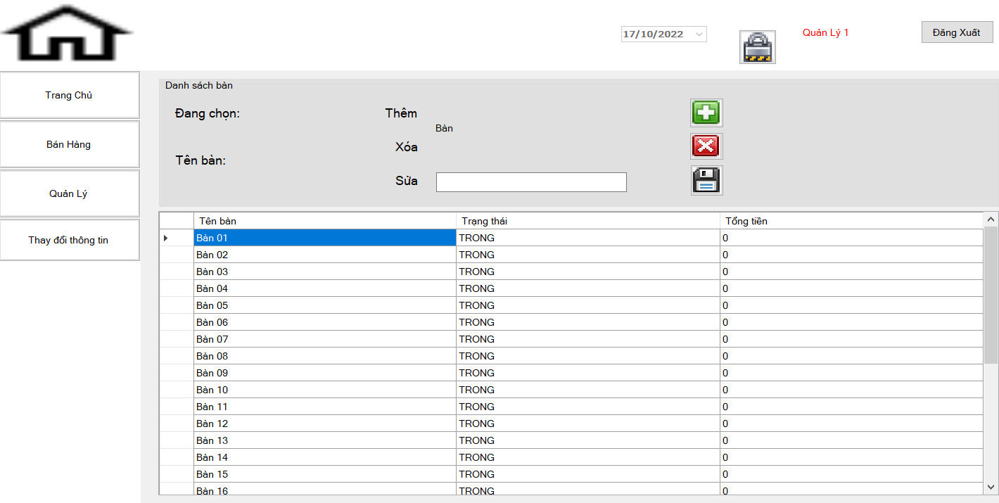 17/10/2022
Quản Lý 1
Đăng Xuất
Trang Chủ
Bán Hàng
Quản Lý
Thay đổi thông tin
Danh sách bàn
Đang chọn:
Thêm
Bàn
Xóa
Tên bàn:
Sửa
Tên bàn Trạng thái Tổng tiền
Bàn 01 TRONG 0
Bàn 02 TRONG 0
Bàn 03 TRONG 0
Bàn 04 TRONG 0
Bàn 05 TRONG 0
Bàn 06 TRONG 0
Bàn 07 TRONG 0
Bàn 08 TRONG 0
Bàn 09 TRONG 0
Bàn 10 TRONG 0
Bàn 11 TRONG 0
Bàn 12 TRONG 0
Bàn 13 TRONG 0
Bàn 14 TRONG 0
Bàn 15 TRONG 0
Bàn 16 TRONG 0